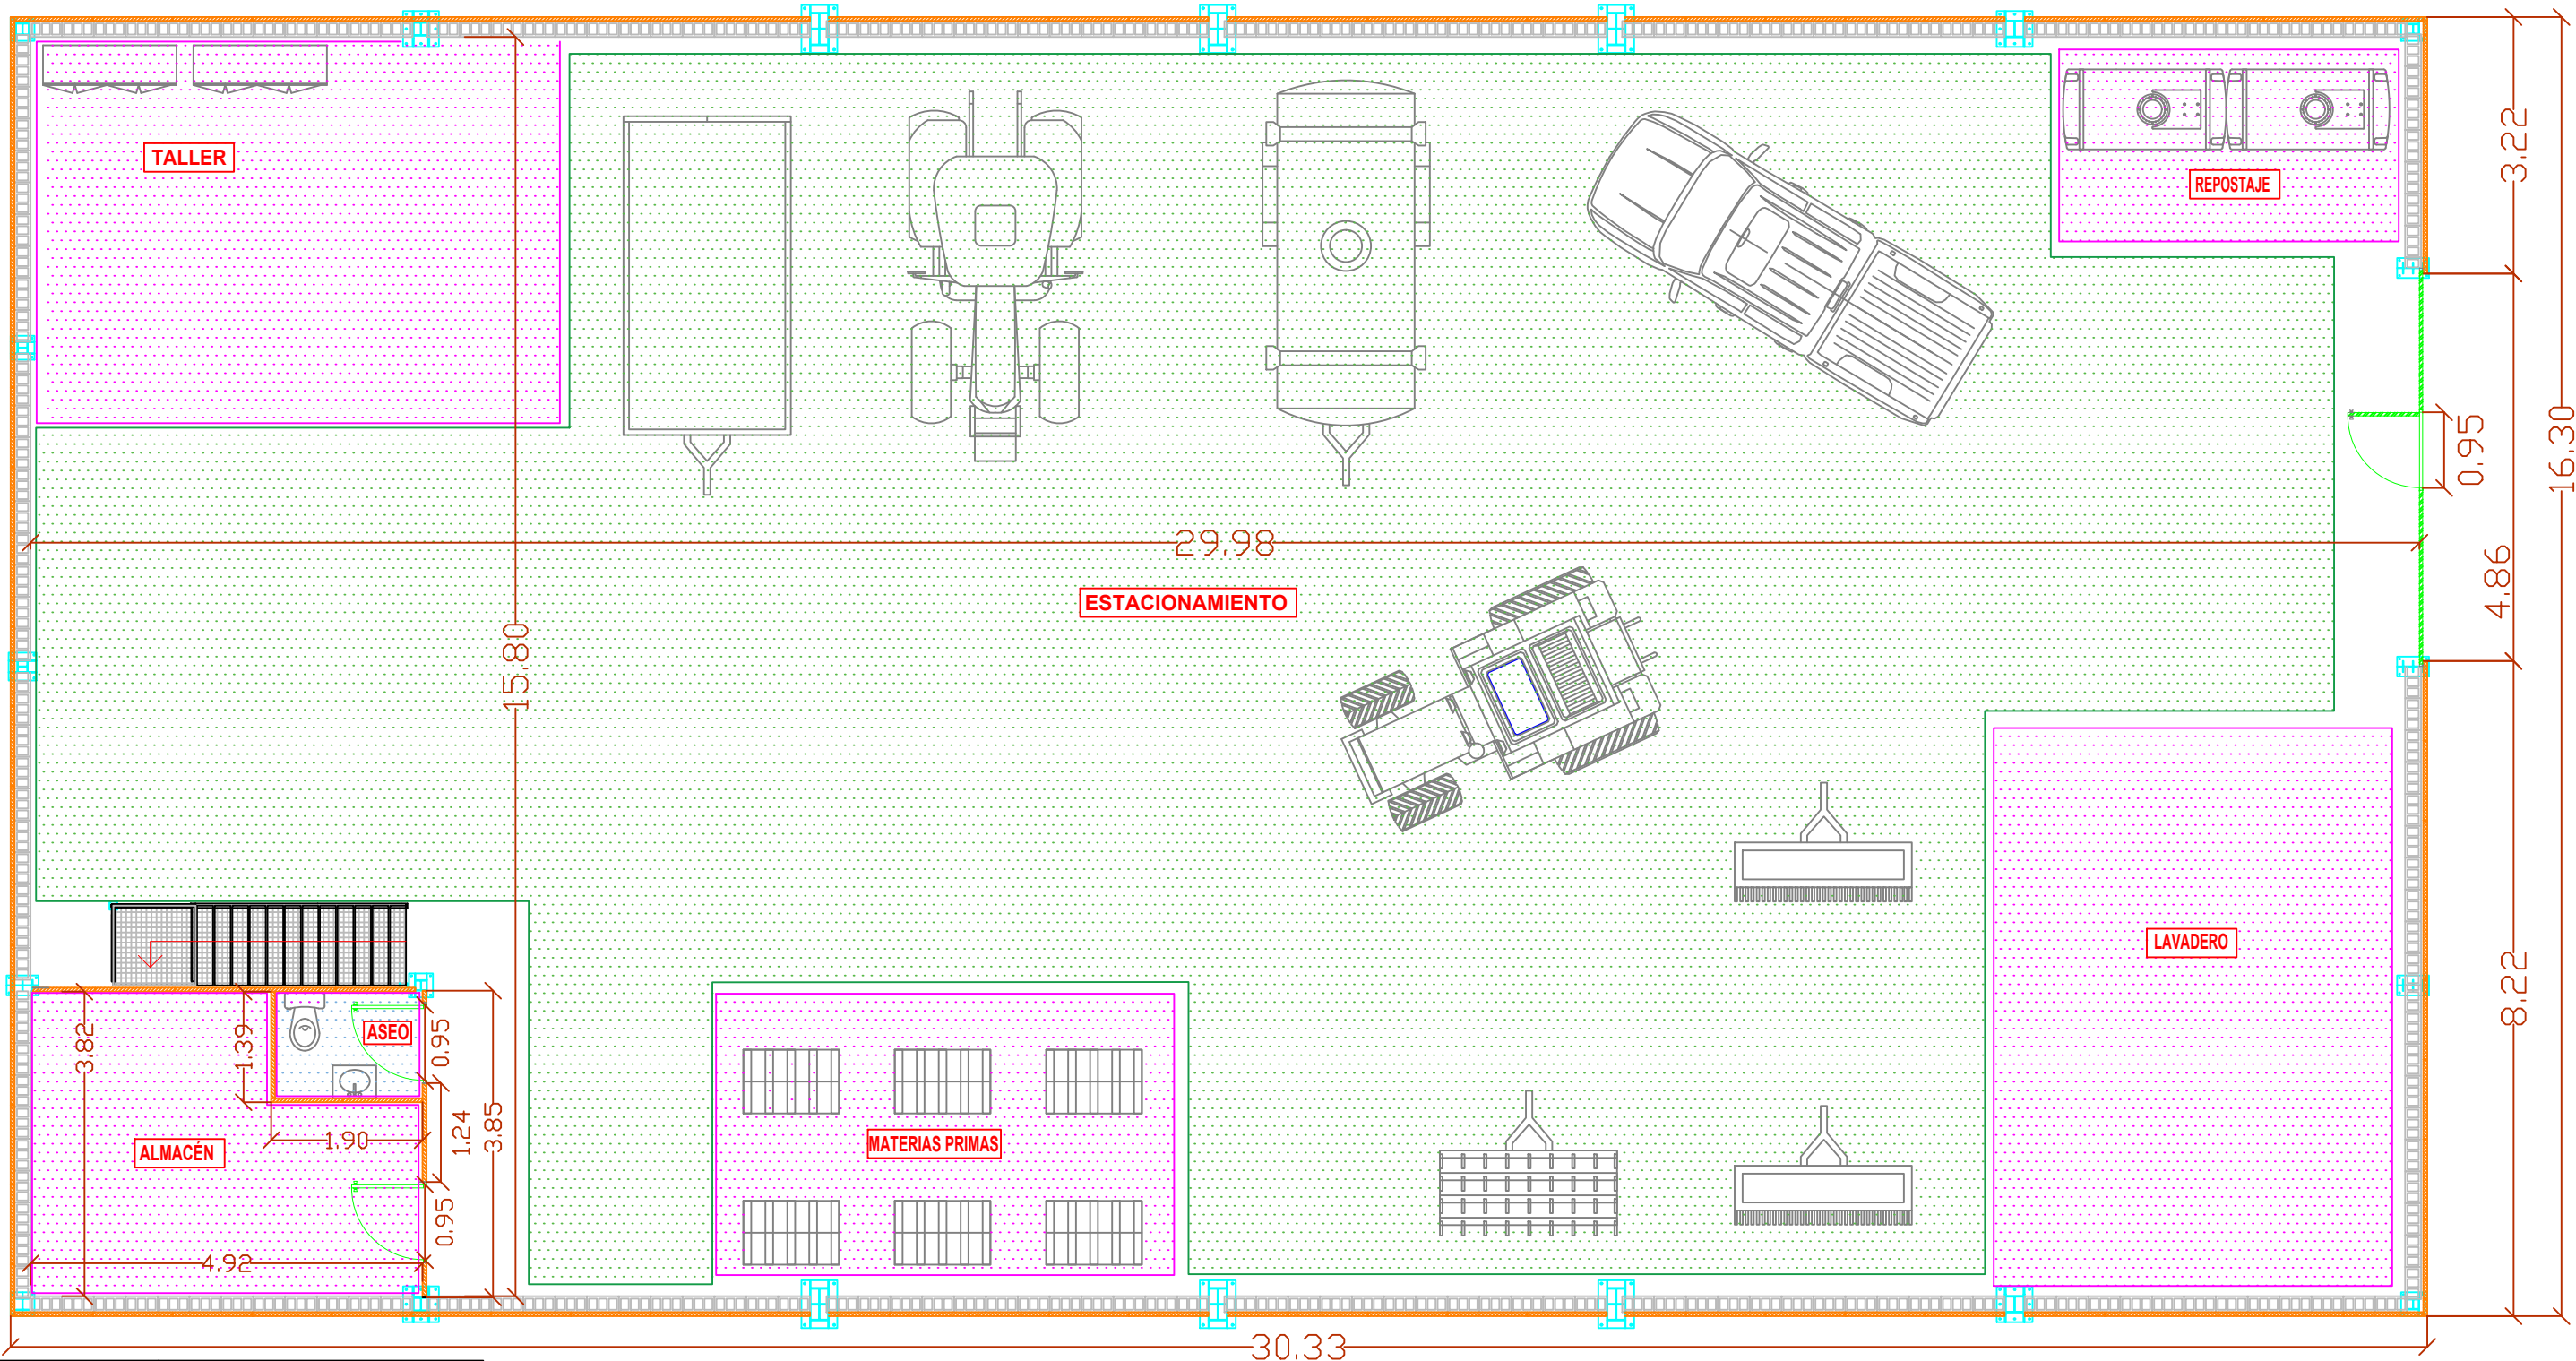 TALLER
REPOSTAJE
3.22
0.95
16.30
29.98
ESTACIONAMIENTO
4.86
15.80
LAVADERO
8.22
3.82
1.39
ASEO
0.95
1.24
3.85
1.90
ALMACÉN
MATERIAS PRIMAS
0.95
4.92
30.33